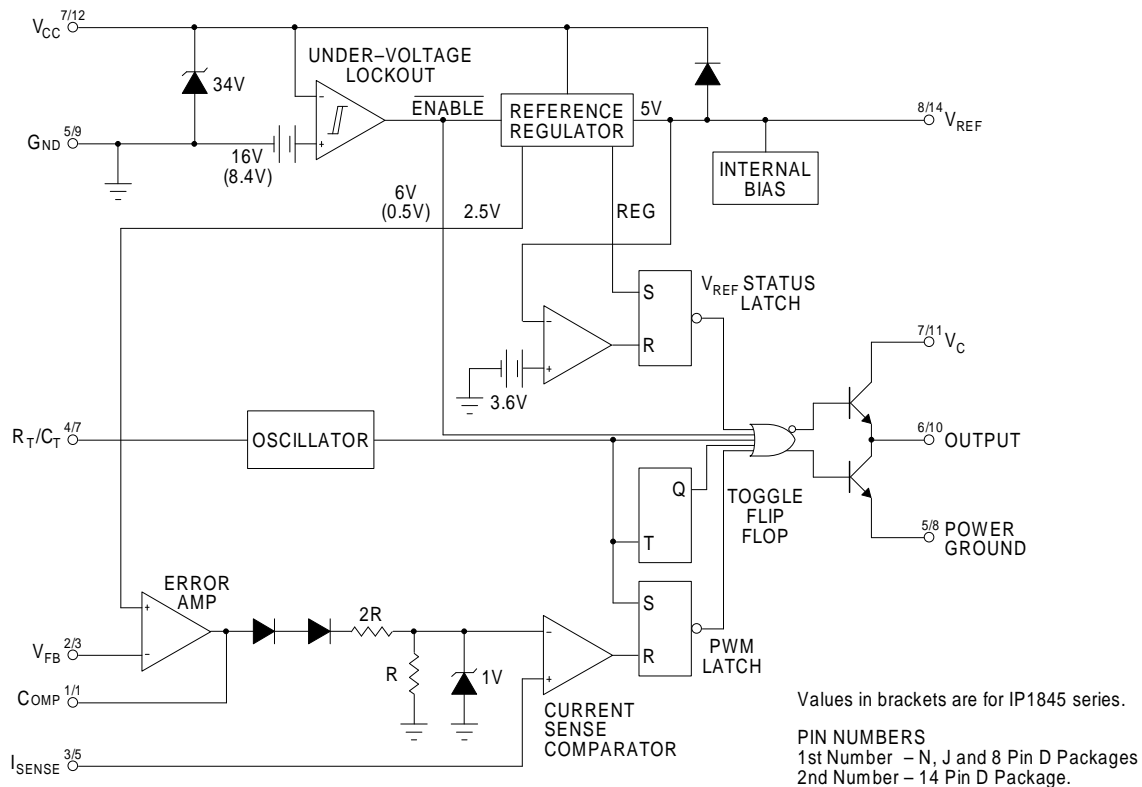 7/12
VCC
UNDER–VOLTAGE
LOCKOUT
34V
ENABLE
REFERENCE
REGULATOR
5V
8/14
VREF
5/9
GND
16V
(8.4V)
INTERNAL
BIAS
6V
(0.5V)
2.5V
REG
S
R
VREF STATUS
LATCH
–
+
3.6V
7/11
VC
4/7
RT/CT
OSCILLATOR
6/10
OUTPUT
Q
T
TOGGLE
FLIP
FLOP
5/8
POWER
GROUND
ERROR
AMP
+
–
2R
R
1V
–
+
S
R
PWM
LATCH
2/3
VFB
1/1
COMP
CURRENT
SENSE
COMPARATOR
3/5
ISENSE
Values in brackets are for IP1845 series.
PIN NUMBERS
1st Number – N, J and 8 Pin D Packages
2nd Number – 14 Pin D Package.